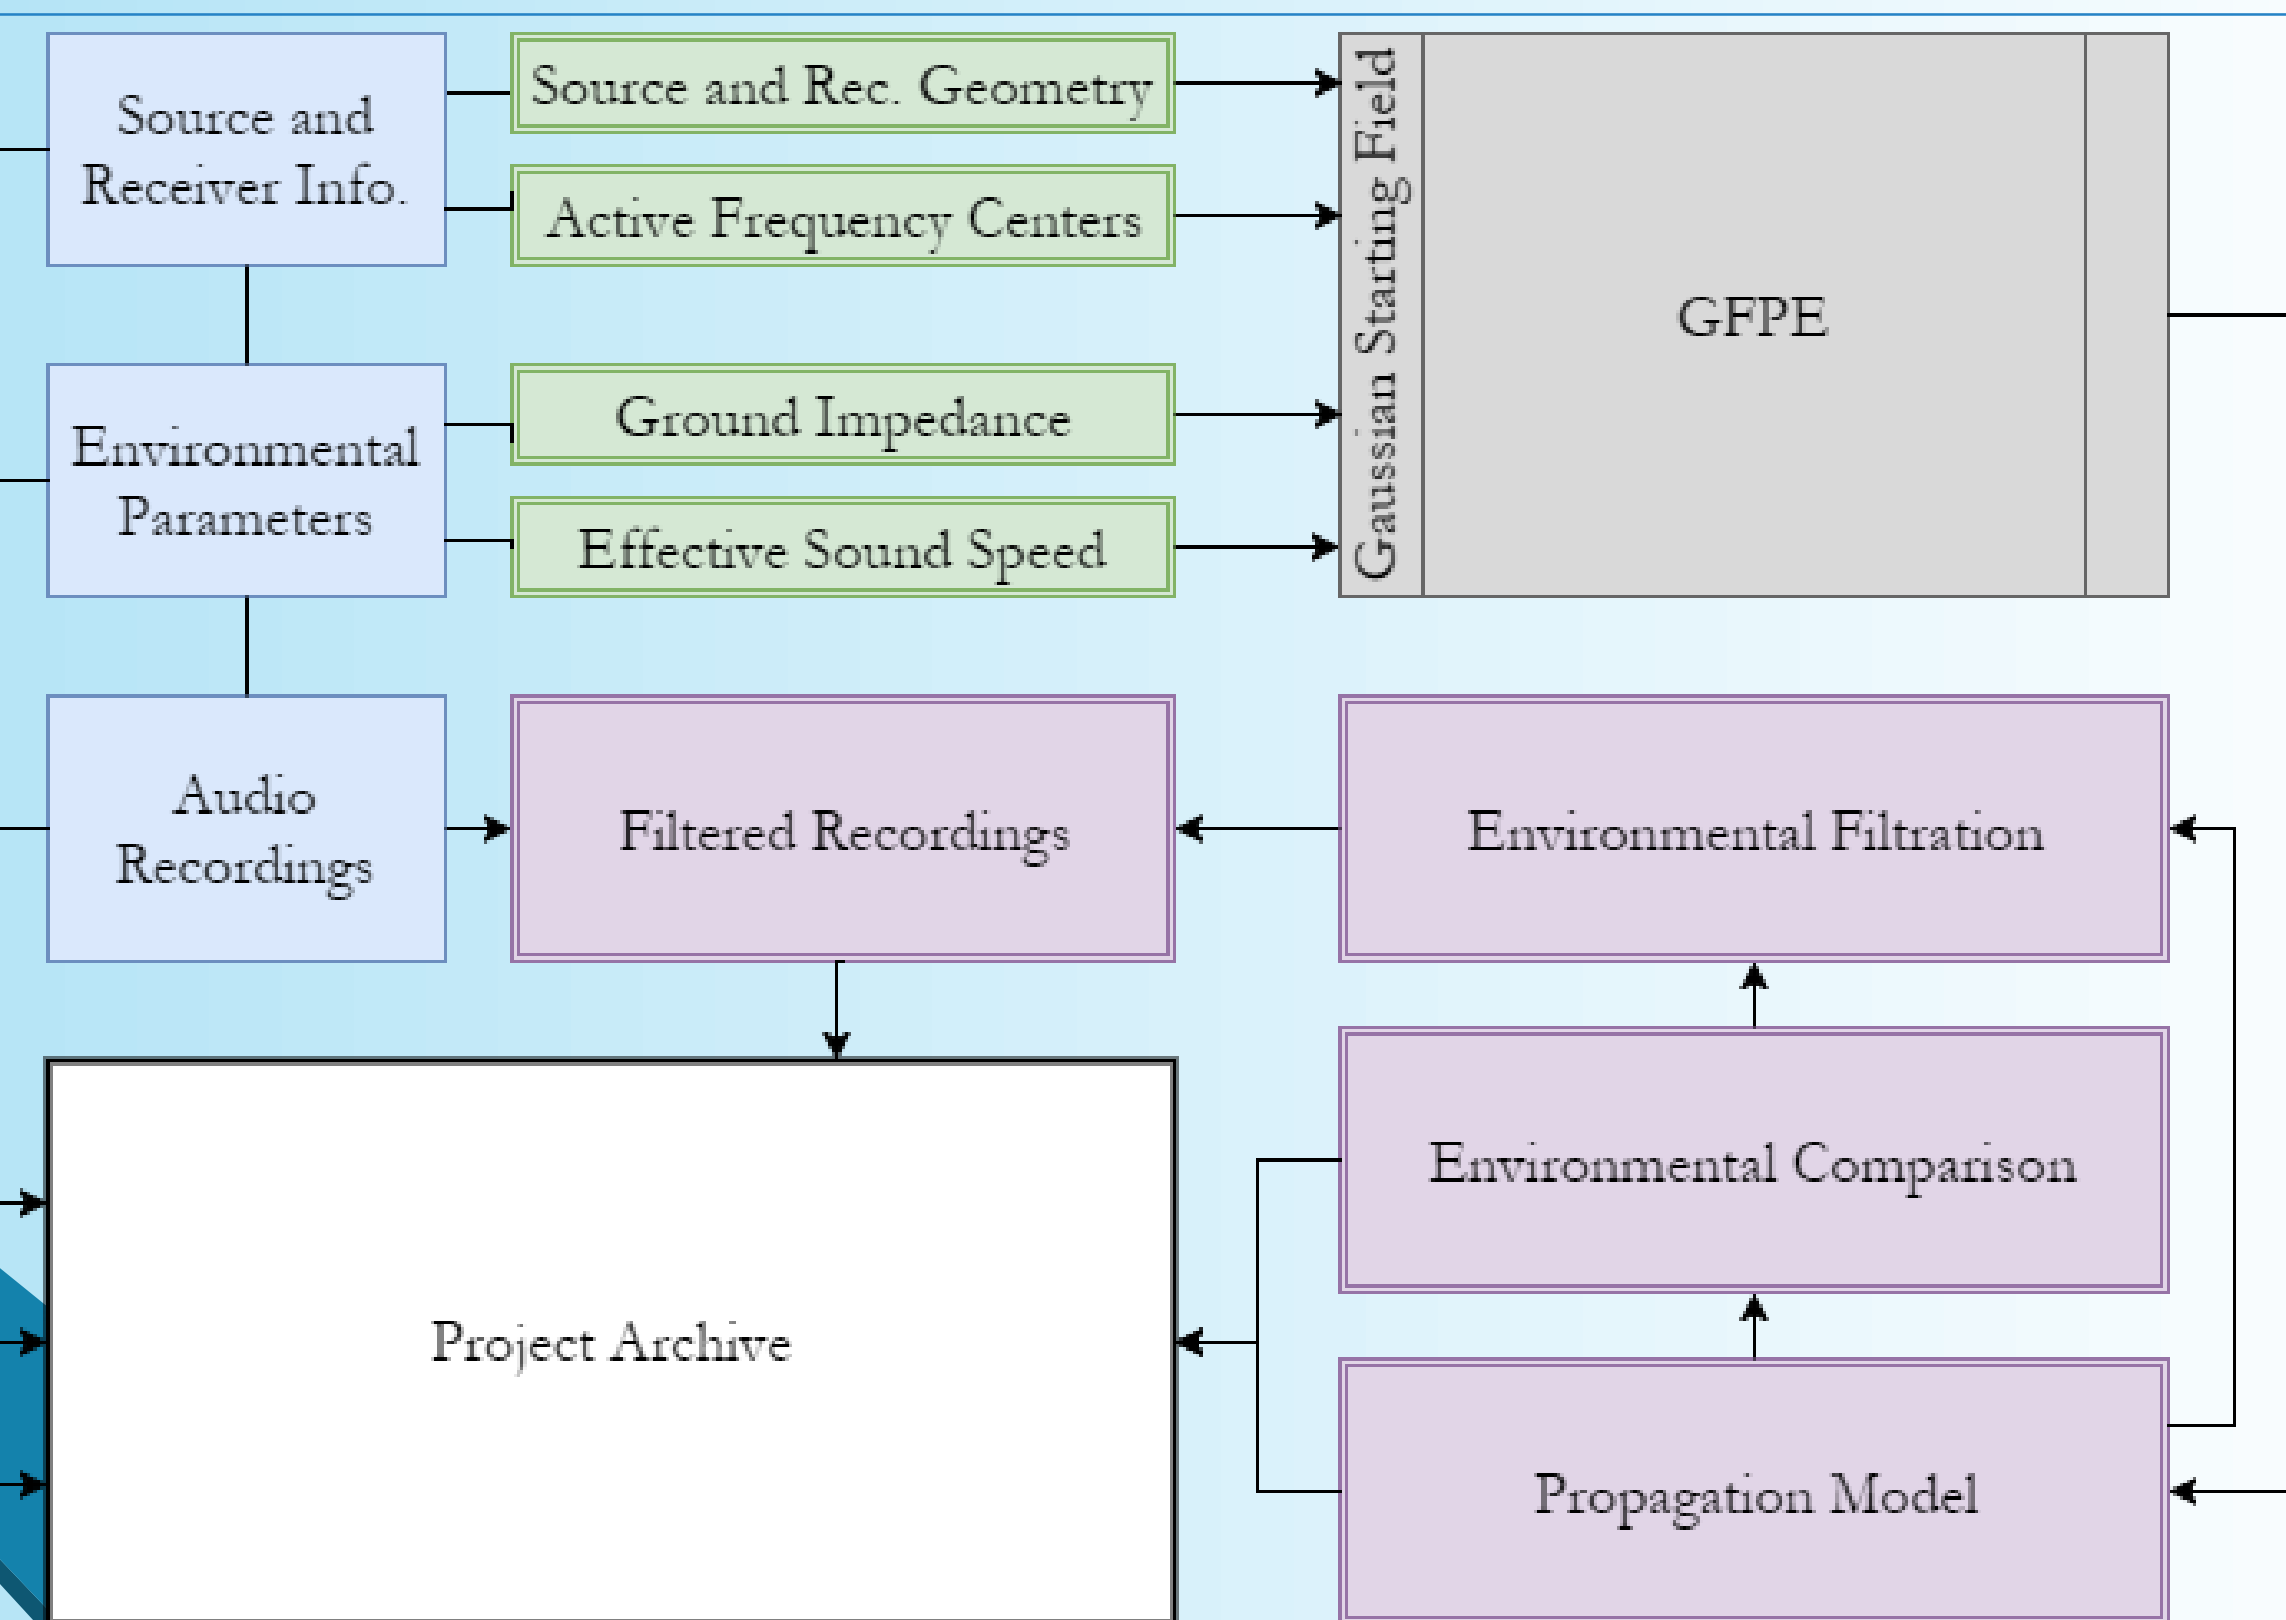 Source and
Receiver Info.
Source and Rec. Geometry
Active Frequency Centers
Gaussian Starting Field
GFPE
Environmental
Parameters
Ground Impedance
Effective Sound Speed
Audio
Recordings
Filtered Recordings
Environmental Filtration
Environmental Comparison
Project Archive
Propagation Model